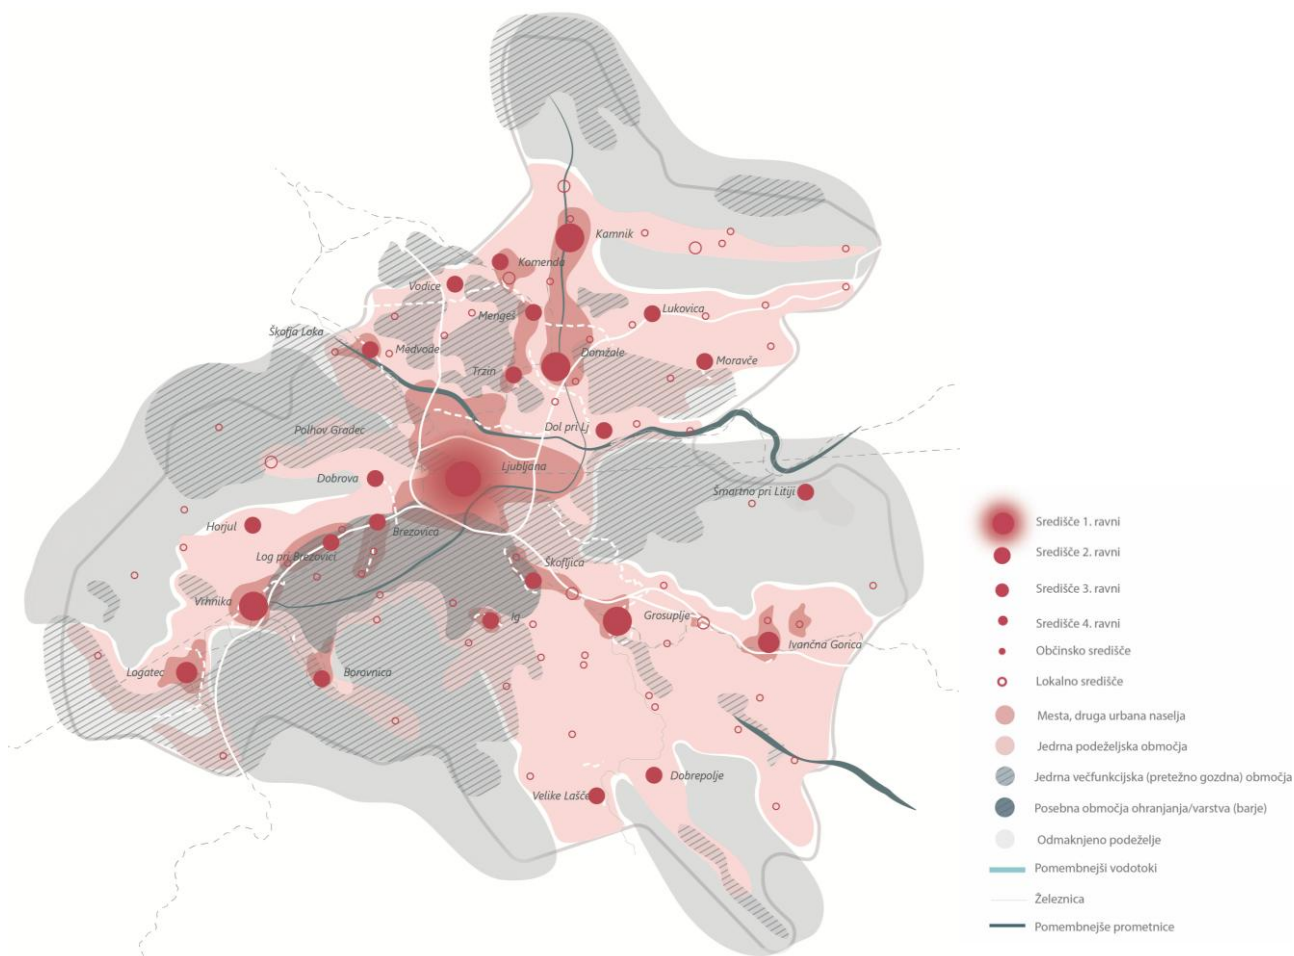 Kamnik
Kamenda
Vodice
Mengeš
Lukovica
Škofja Loka
Medvode
Trzin
Domžale
Moravče
Polhov Gradec
Dol pri Lj
Ljubljana
Dobrova
Šmartno pri Litiji
Horjul
Brezovica
Log pri Brezovici
Škofljica
Vrhnika
Ig
Grosuplje
Ivančna Gorica
Logatec
Borovnica
Dobrepolje
Velike Lašče
Središče 1. ravni
Središče 2. ravni
Središče 3. ravni
Središče 4. ravni
Občinsko središče
Lokalno središče
Mesta, druga urbana naselja
Jedrna podeželjska območja
Jedrna večfunkcijska (pretežno gozdna) območja
Posebna območja ohranjanja/varstva (barje)
Odmaknjeno podeželje
Pomembnejši vodotoki
Železnica
Pomembnejše prometnice